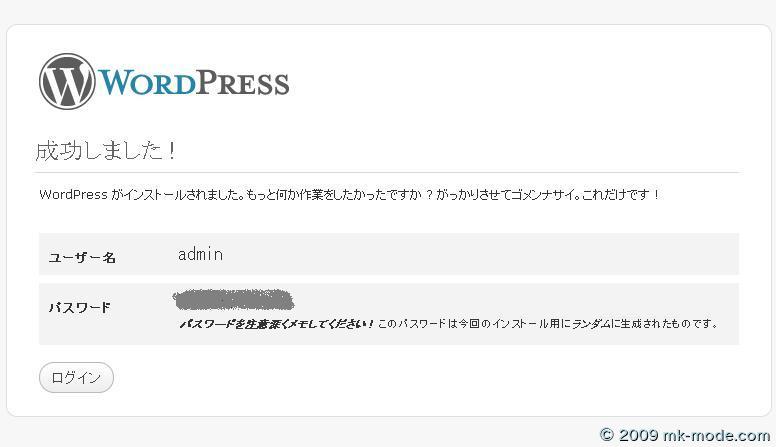 WORDPRESS
成功しました！
WordPress がインストールされました。もっと何か作業をしたかったですか ? がっかりさせてゴメンナサイ。これだけです！
ユーザー名 admin
パスワード
パスワードを注意深くメモしてください! このパスワードは今回のインストール用にランダムに生成されたものです。
ログイン
© 2009 mk-mode.com